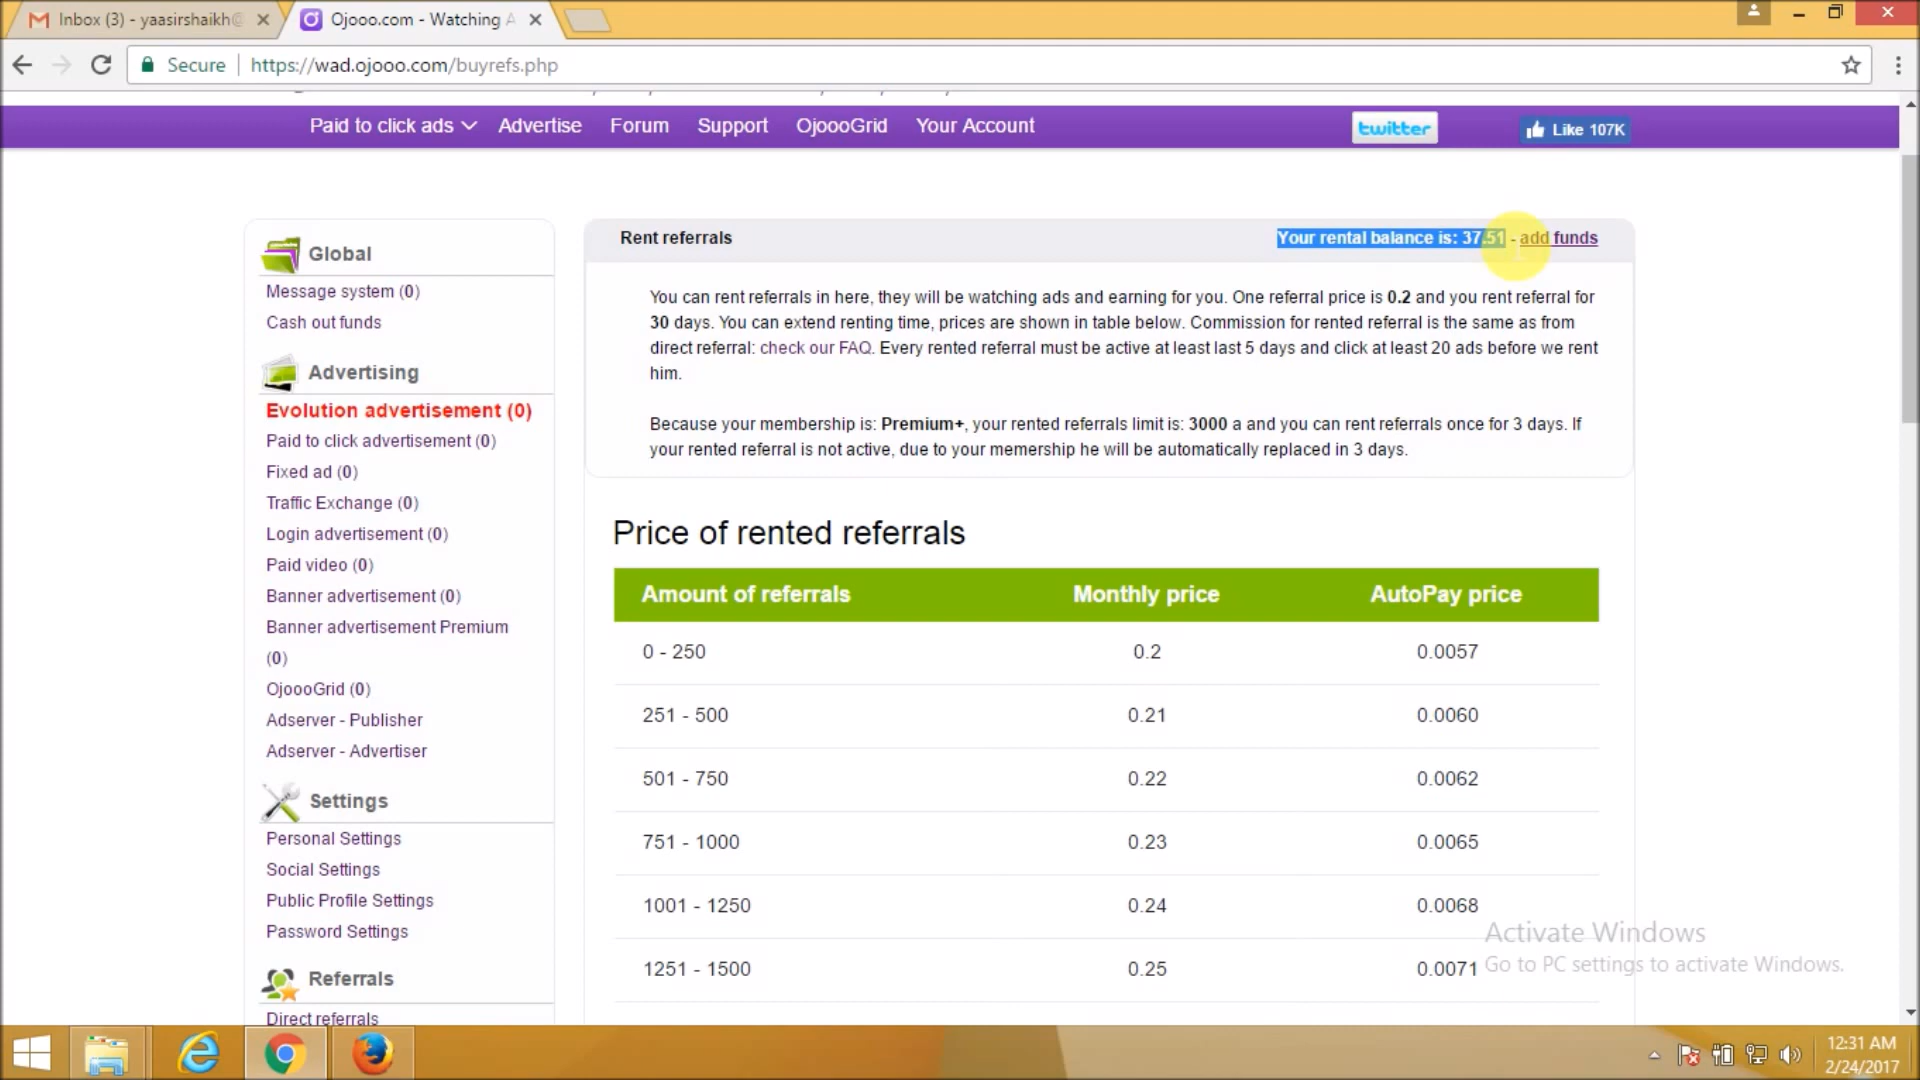 Inbox (3) - yaasirshaikh@
Ojooo.com - Watching A
Secure
https://wad.ojooo.com/buyrefs.php
Paid to click ads
Advertise
Forum
Support
OjoooGrid
Your Account
twitter
Like 107K
Global
Message system (0)
Cash out funds
Advertising
Evolution advertisement (0)
Paid to click advertisement (0)
Fixed ad (0)
Traffic Exchange (0)
Login advertisement (0)
Paid video (0)
Banner advertisement (0)
Banner advertisement Premium
(0)
OjoooGrid (0)
Adserver - Publisher
Adserver - Advertiser
Settings
Personal Settings
Social Settings
Public Profile Settings
Password Settings
Referrals
Direct referrals
Rent referrals
Your rental balance is: 37.51 - add funds
You can rent referrals in here, they will be watching ads and earning for you. One referral price is 0.2 and you rent referral for
30 days. You can extend renting time, prices are shown in table below. Commission for rented referral is the same as from
direct referral: check our FAQ. Every rented referral must be active at least last 5 days and click at least 20 ads before we rent
him.
Because your membership is: Premium+, your rented referrals limit is: 3000 a and you can rent referrals once for 3 days. If
your rented referral is not active, due to your memership he will be automatically replaced in 3 days.
Price of rented referrals
Amount of referrals Monthly price AutoPay price
0 - 250 0.2 0.0057
251 - 500 0.21 0.0060
501 - 750 0.22 0.0062
751 - 1000 0.23 0.0065
1001 - 1250 0.24 0.0068
1251 - 1500 0.25 0.0071
Activate Windows
Go to PC settings to activate Windows.
12:31 AM
2/24/2017